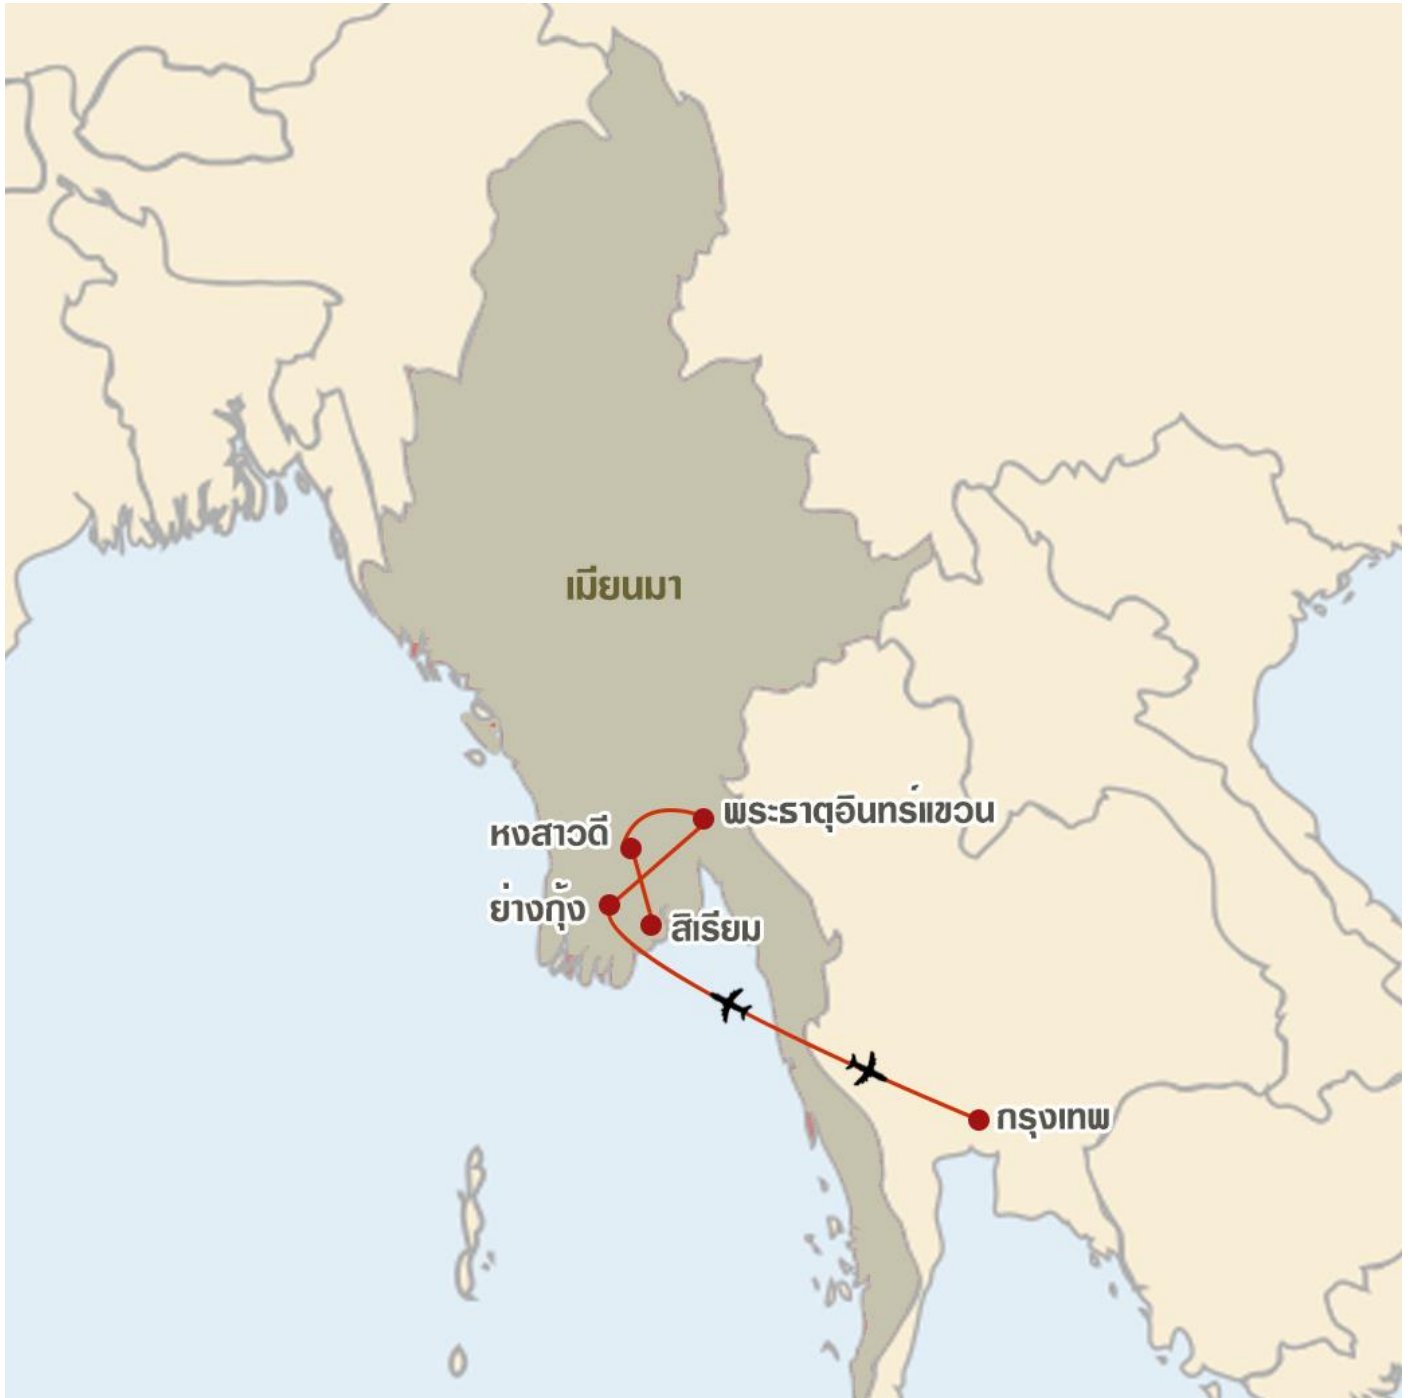 เมียนมา
พระธาตุอินทร์แขวน
หงสาวดี
ย่างกุ้ง
สิเรียม
กรุงเทพ